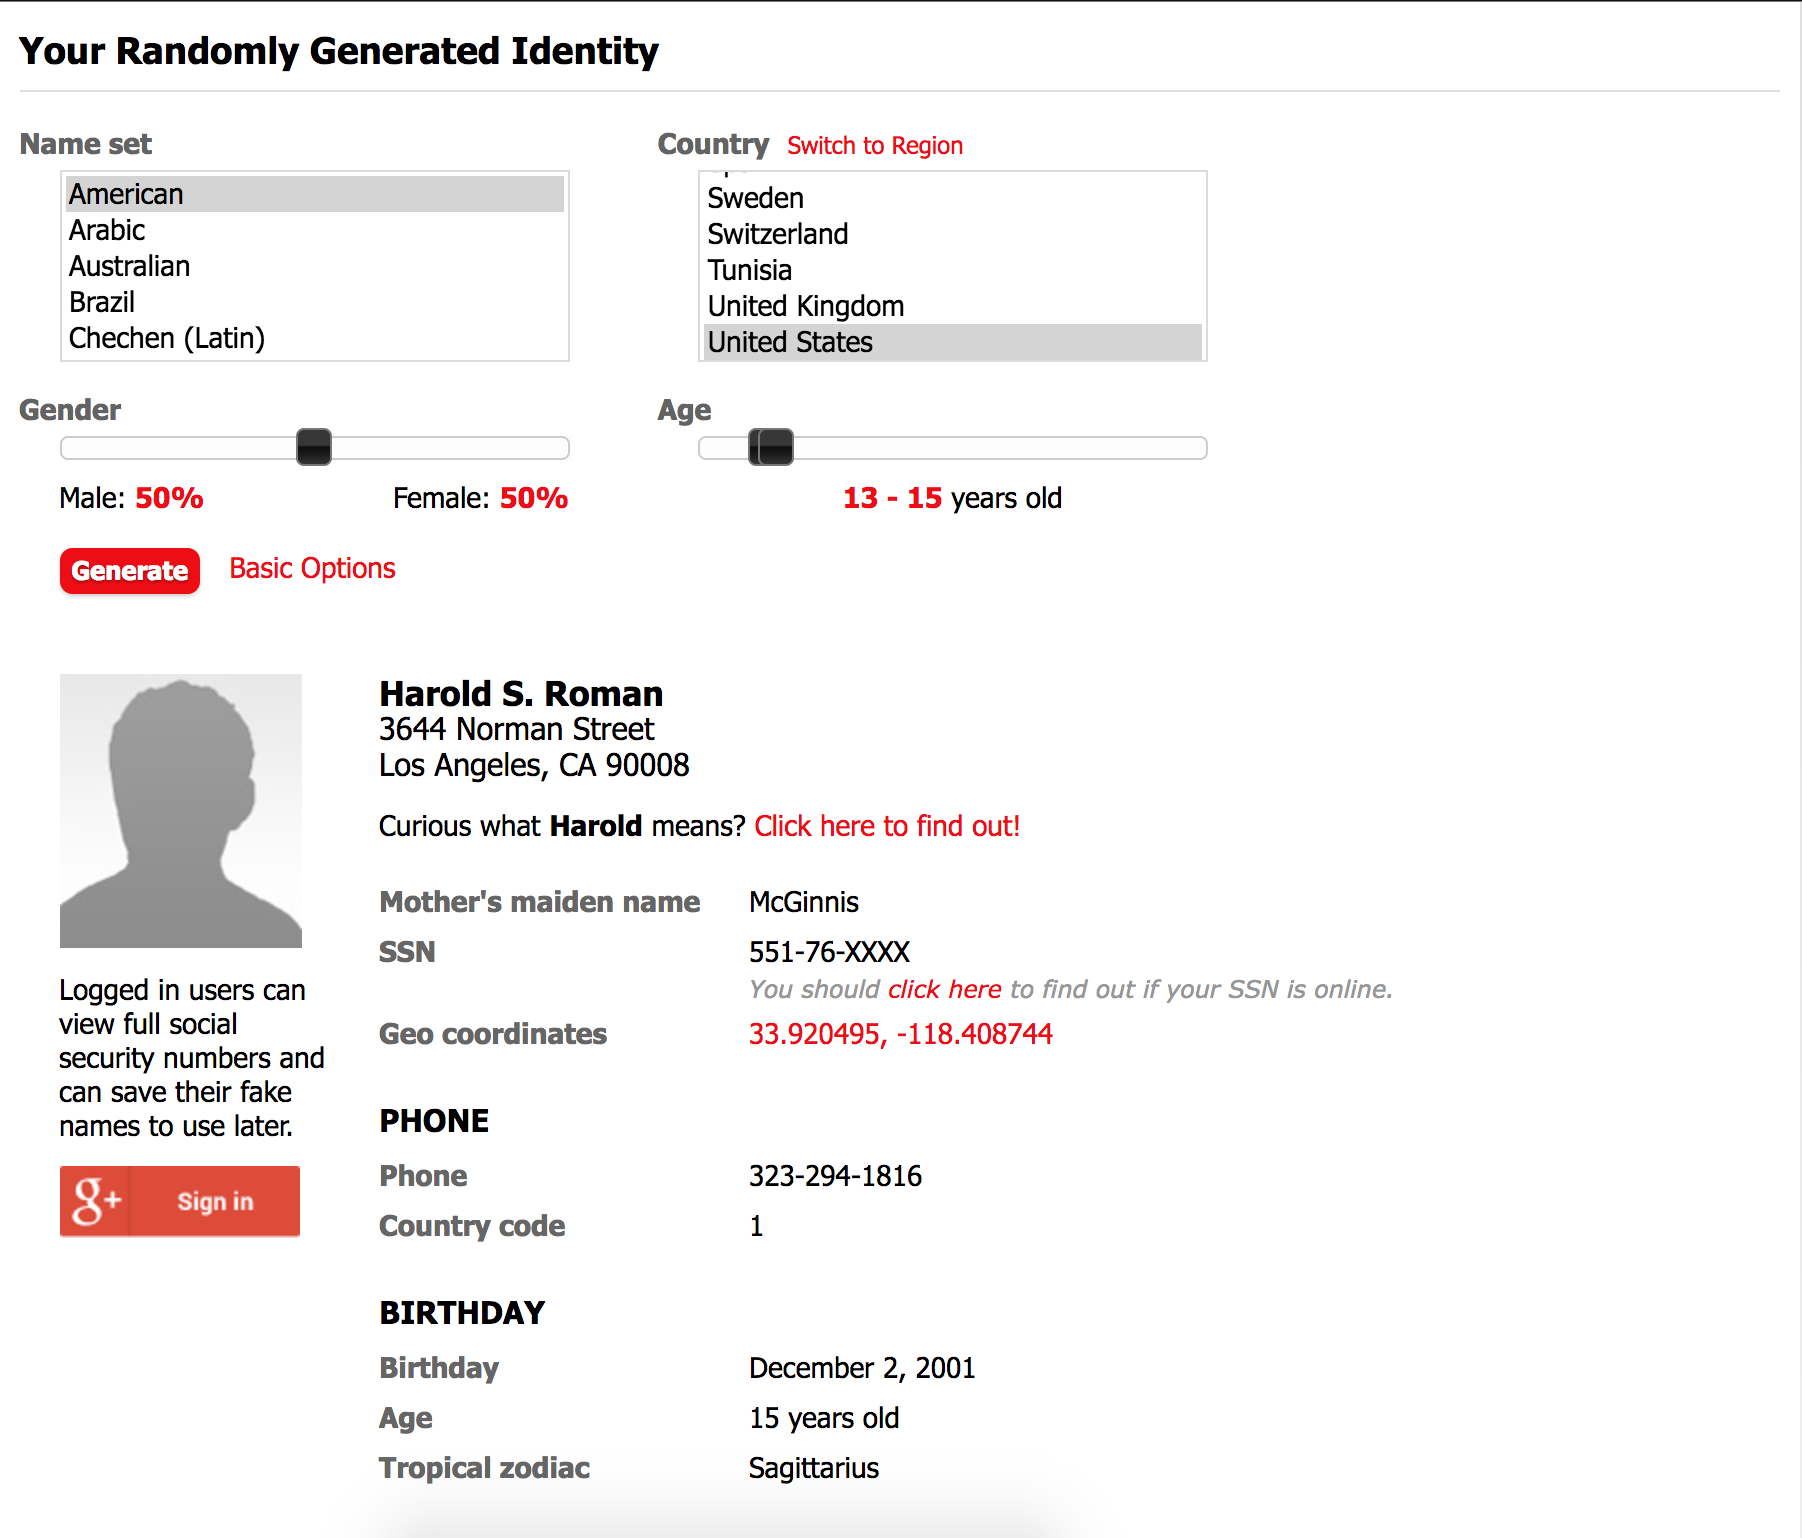 Your Randomly Generated Identity
Name set
Country Switch to Region
American
Arabic
Australian
Brazil
Chechen (Latin)
Sweden
Switzerland
Tunisia
United Kingdom
United States
Gender
Age
Male: 50% Female: 50%
13 - 15 years old
Generate Basic Options
Harold S. Roman
3644 Norman Street
Los Angeles, CA 90008
Curious what Harold means? Click here to find out!
Mother's maiden name McGinnis
SSN 551-76-XXXX
You should click here to find out if your SSN is online.
Geo coordinates 33.920495, -118.408744
Logged in users can
view full social
security numbers and
can save their fake
names to use later.
g+ Sign in
PHONE
Phone 323-294-1816
Country code 1
BIRTHDAY
Birthday December 2, 2001
Age 15 years old
Tropical zodiac Sagittarius